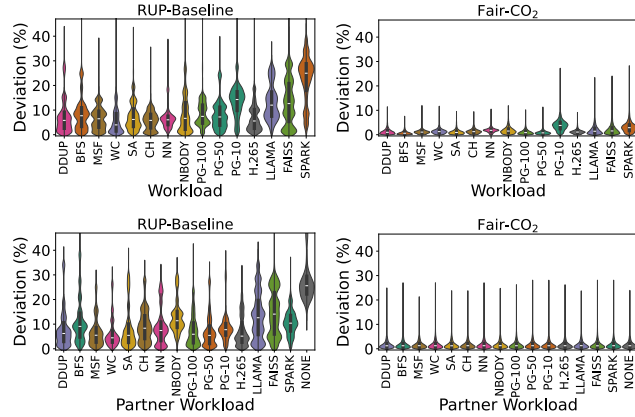 RUP-Baseline
Fair-CO₂
Deviation (%)
40
30
20
10
0
DDUP
BFS
MSF
WC
SA
CH
NN
NBODY
PG-100
PG-50
PG-10
H.265
LLAMA
FAISS
SPARK
Workload
Deviation (%)
40
30
20
10
0
DDUP
BFS
MSF
WC
SA
CH
NN
NBODY
PG-100
PG-50
PG-10
H.265
LLAMA
FAISS
SPARK
Workload
RUP-Baseline
Fair-CO₂
Deviation (%)
40
30
20
10
0
DDUP
BFS
MSF
WC
SA
CH
NN
NBODY
PG-100
PG-50
PG-10
H.265
LLAMA
FAISS
SPARK
NONE
Partner Workload
Deviation (%)
40
30
20
10
0
DDUP
BFS
MSF
WC
SA
CH
NN
NBODY
PG-100
PG-50
PG-10
H.265
LLAMA
FAISS
SPARK
NONE
Partner Workload